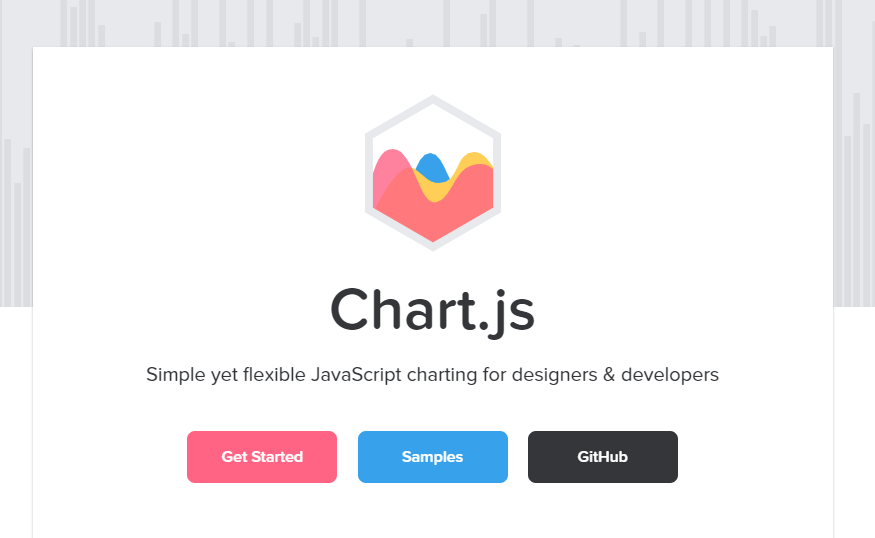 Chart.js
Simple yet flexible JavaScript charting for designers & developers
Get Started
Samples
GitHub